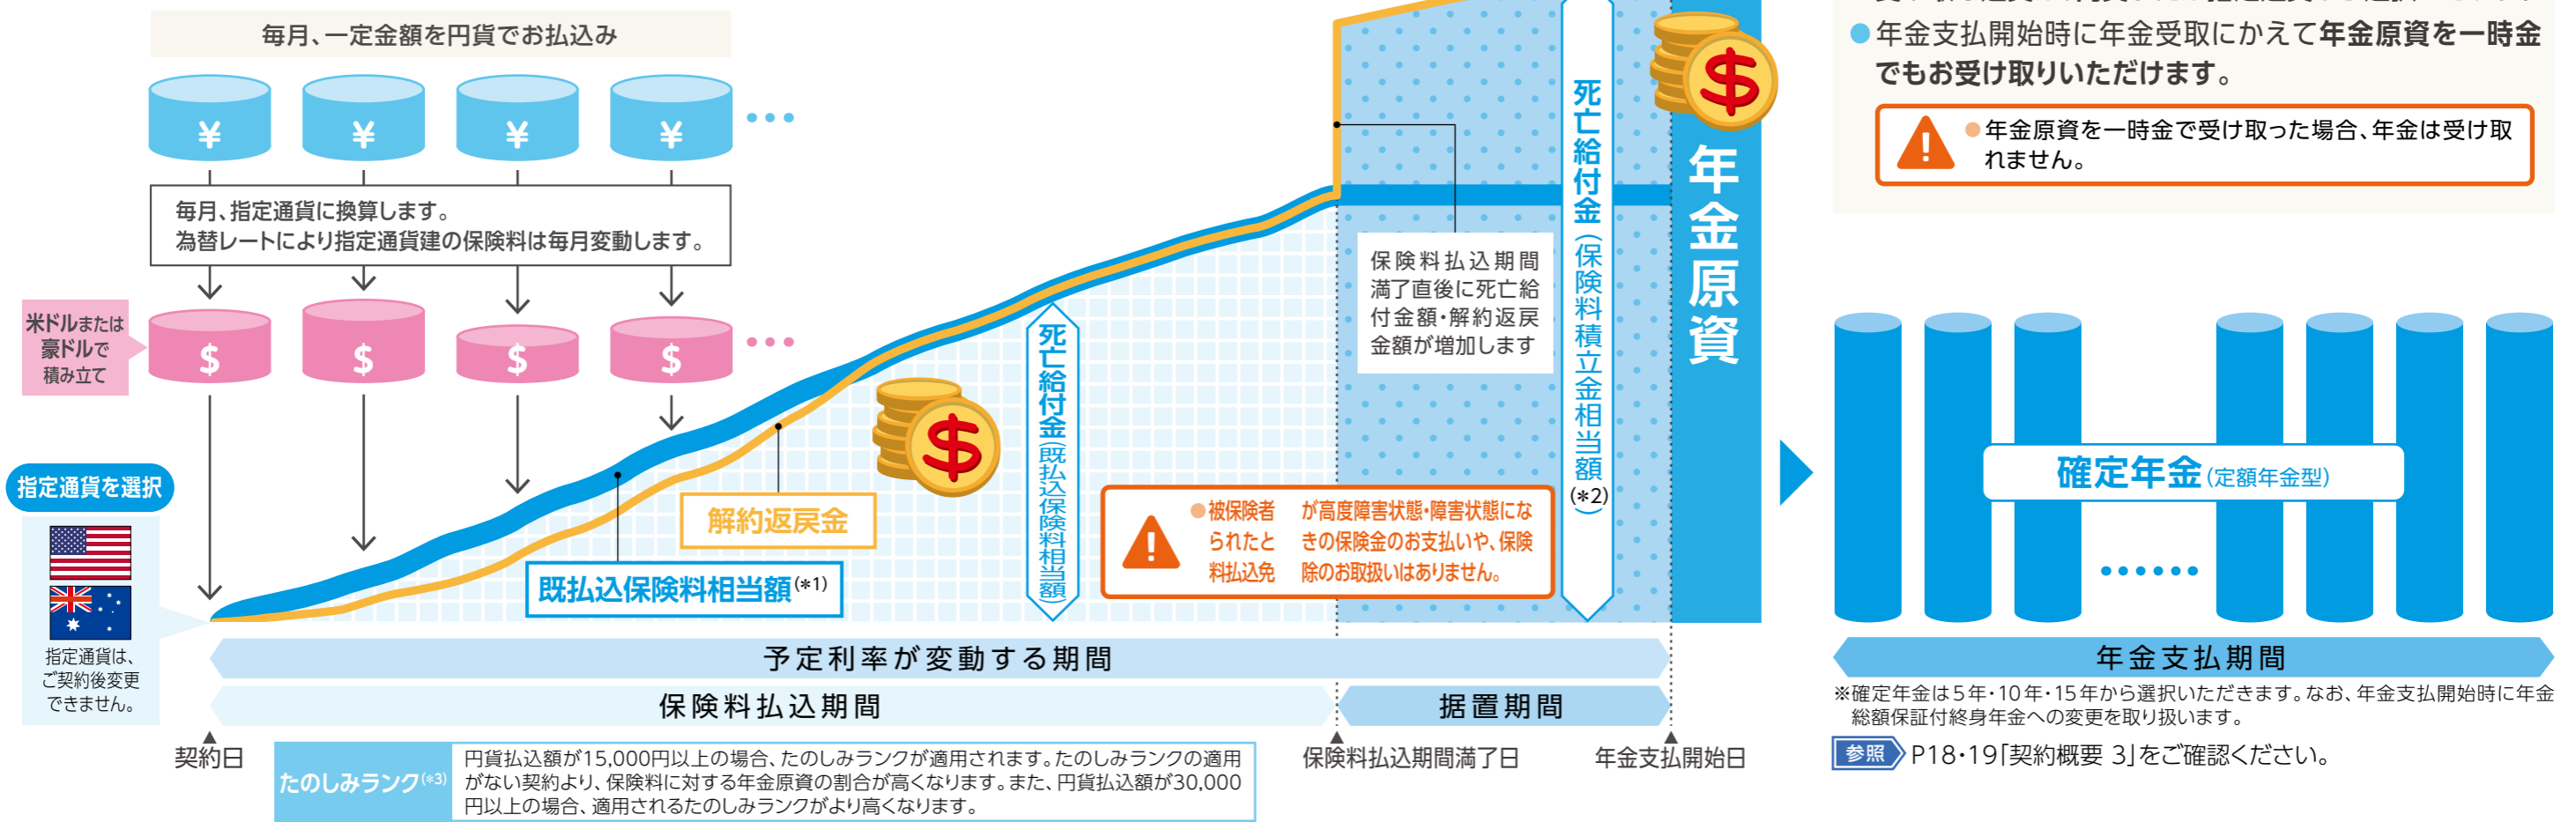 毎月、一定金額を円貨でお払込み
¥
¥
¥
¥
•••
毎月、指定通貨に換算します。
為替レートにより指定通貨建の保険料は毎月変動します。
米ドルまたは
豪ドルで
積み立て
$
$
$
$
•••
指定通貨を選択
指定通貨は、
ご契約後変更
できません。
解約返戻金
既払込保険料相当額(*1)
$
死亡給付金(既払込保険料相当額)
保険料払込期間
満了直後に死亡給
付金額・解約返戻
金額が増加します
●被保険者 が高度障害状態・障害状態にな
られたと きの保険金のお支払いや、保険
料払込免 除のお取扱いはありません。
死亡給付金(保険料積立金相当額(*2))
$
年金原資
予定利率が変動する期間
保険料払込期間
据置期間
契約日
保険料払込期間満了日
年金支払開始日
たのしみランク(*3)
円貨払込額が15,000円以上の場合、たのしみランクが適用されます。たのしみランクの適用
がない契約より、保険料に対する年金原資の割合が高くなります。また、円貨払込額が30,000
円以上の場合、適用されるたのしみランクがより高くなります。
●年金支払開始時に年金受取にかえて年金原資を一時金
でもお受け取りいただけます。
●年金原資を一時金で受け取った場合、年金は受け取
れません。
確定年金(定額年金型)
••••••
年金支払期間
※確定年金は5年・10年・15年から選択いただきます。なお、年金支払開始時に年金
総額保証付終身年金への変更を取り扱います。
参照 P18・19「契約概要 3」をご確認ください。